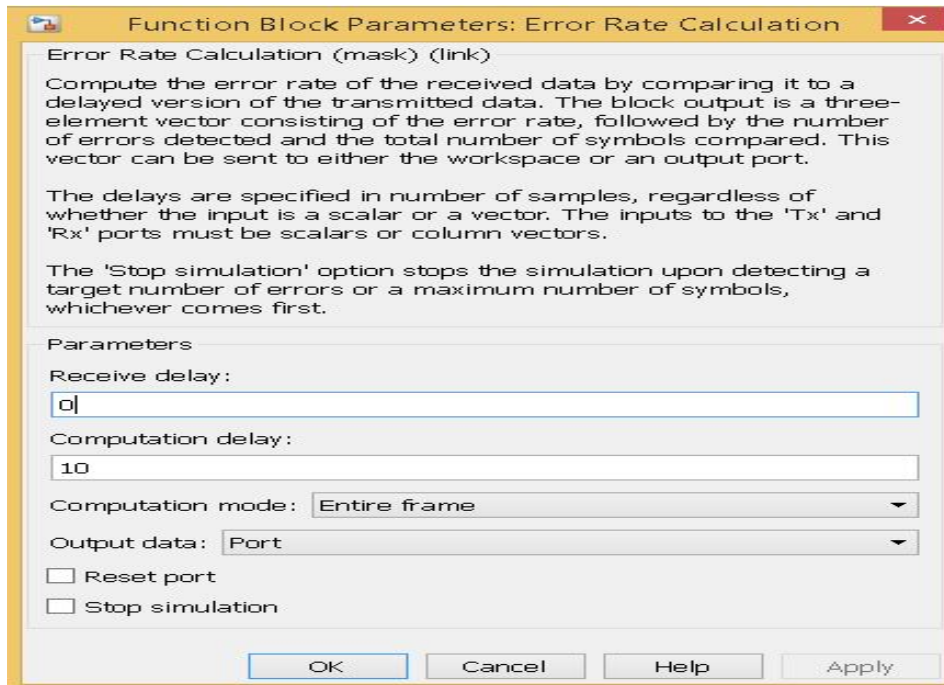 Function Block Parameters: Error Rate Calculation
Error Rate Calculation (mask) (link)
Compute the error rate of the received data by comparing it to a
delayed version of the transmitted data. The block output is a three-
element vector consisting of the error rate, followed by the number
of errors detected and the total number of symbols compared. This
vector can be sent to either the workspace or an output port.
The delays are specified in number of samples, regardless of
whether the input is a scalar or a vector. The inputs to the 'Tx' and
'Rx' ports must be scalars or column vectors.
The 'Stop simulation' option stops the simulation upon detecting a
target number of errors or a maximum number of symbols,
whichever comes first.
Parameters
Receive delay:
0
Computation delay:
10
Computation mode: Entire frame
Output data: Port
Reset port
Stop simulation
OK Cancel Help Apply